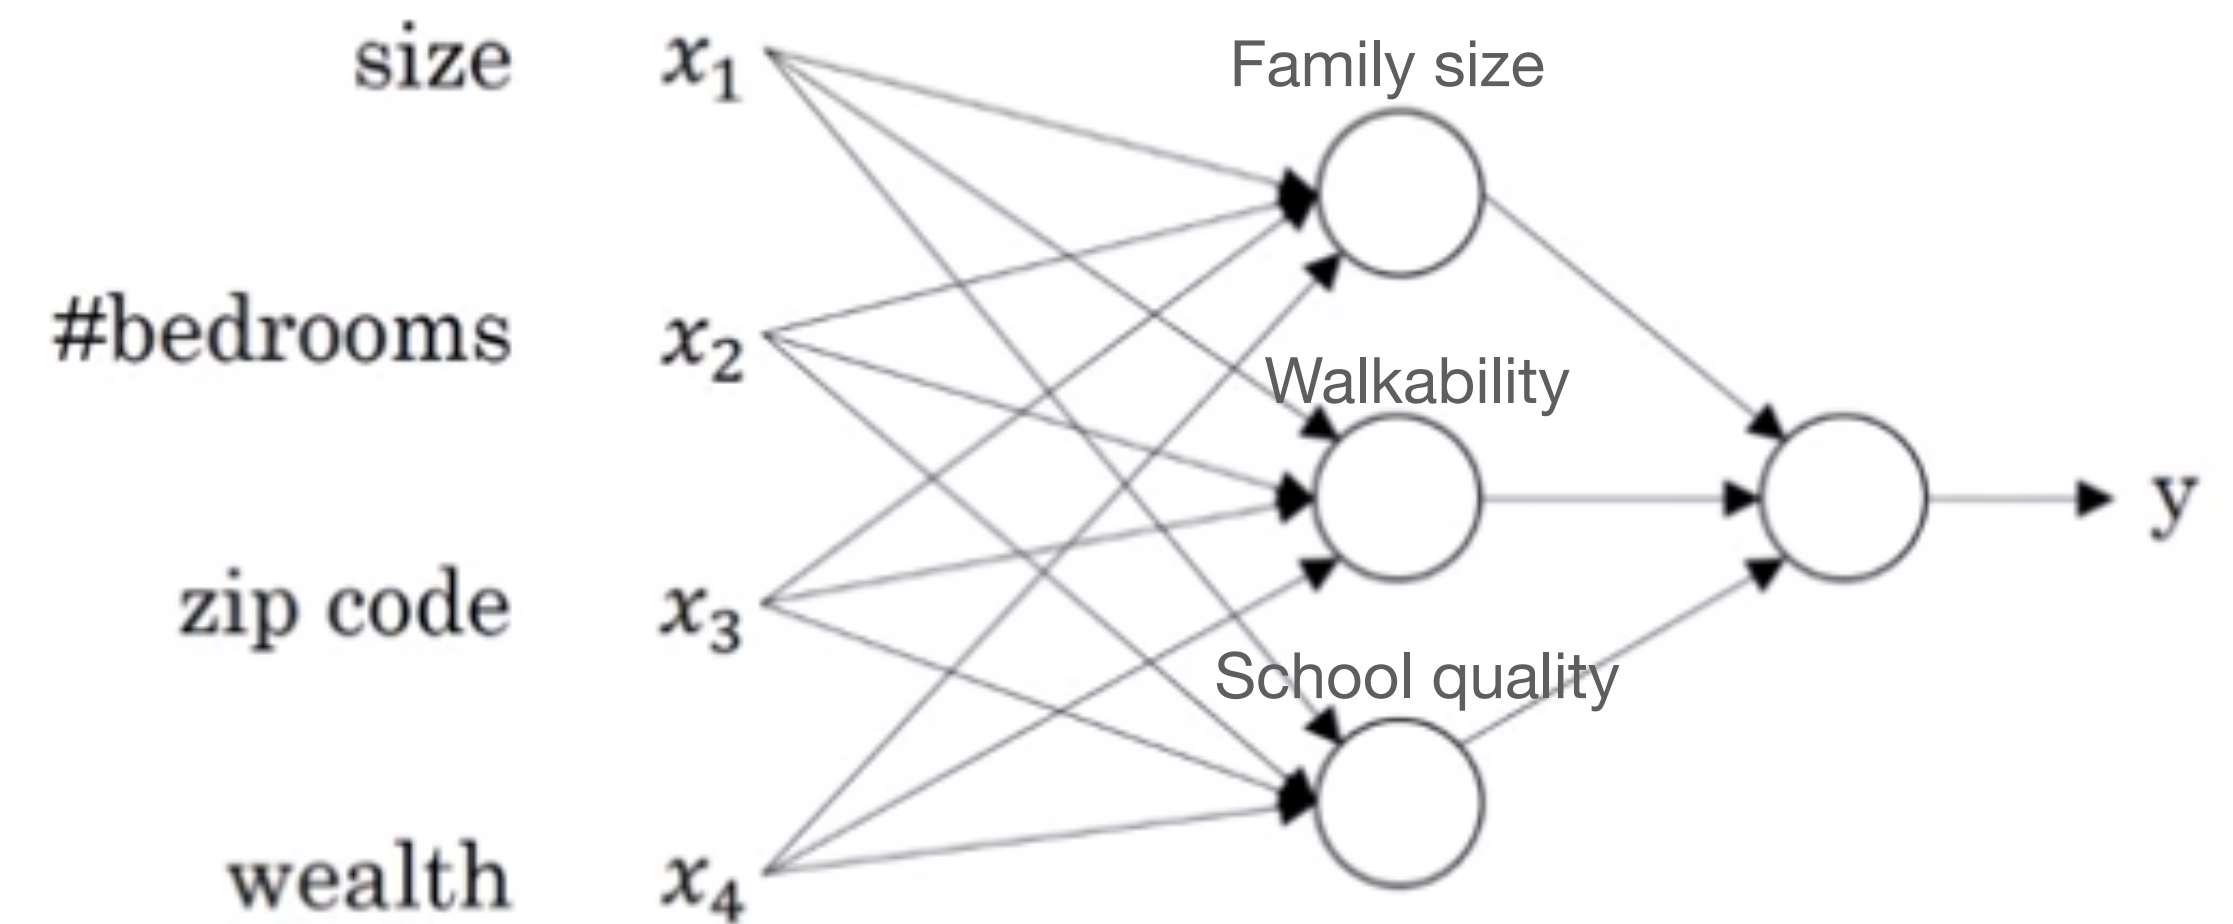 size x₁ Family size
#bedrooms x₂ Walkability
y
zip code x₃ School quality
wealth x₄